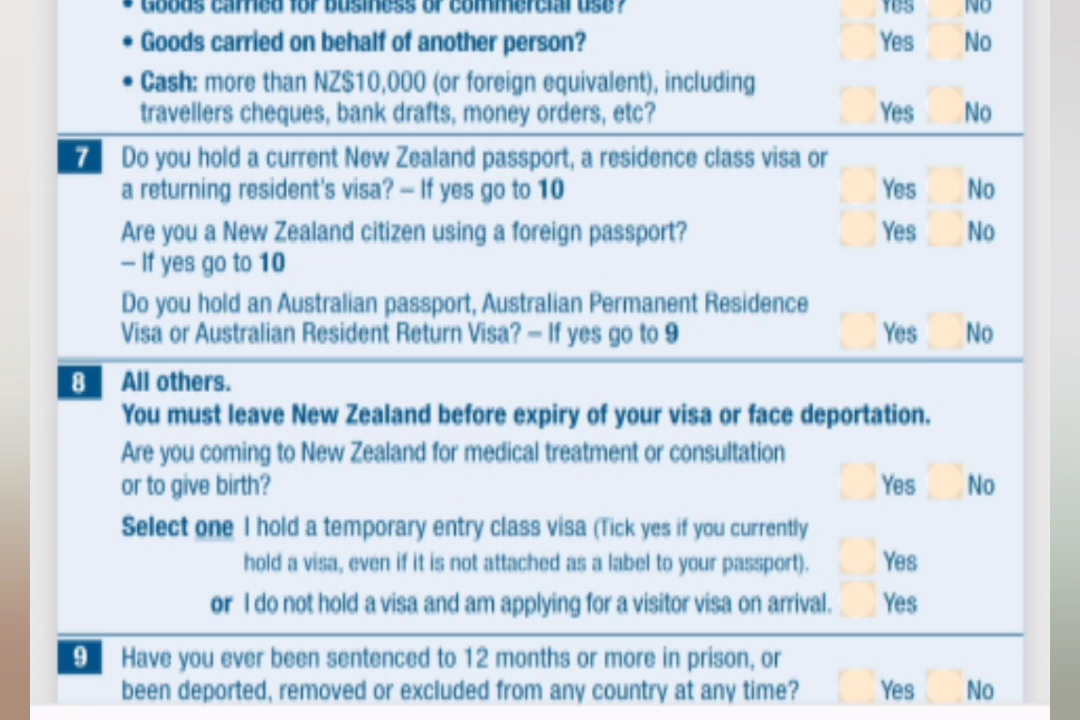 • Goods carried for business or commercial use? Yes No
• Goods carried on behalf of another person? Yes No
• Cash: more than NZ$10,000 (or foreign equivalent), including
travellers cheques, bank drafts, money orders, etc? Yes No
7 Do you hold a current New Zealand passport, a residence class visa or
a returning resident's visa? – If yes go to 10 Yes No
Are you a New Zealand citizen using a foreign passport? Yes No
– If yes go to 10
Do you hold an Australian passport, Australian Permanent Residence
Visa or Australian Resident Return Visa? – If yes go to 9 Yes No
8 All others.
You must leave New Zealand before expiry of your visa or face deportation.
Are you coming to New Zealand for medical treatment or consultation
or to give birth? Yes No
Select one I hold a temporary entry class visa (Tick yes if you currently
hold a visa, even if it is not attached as a label to your passport). Yes
or I do not hold a visa and am applying for a visitor visa on arrival. Yes
9 Have you ever been sentenced to 12 months or more in prison, or
been deported, removed or excluded from any country at any time? Yes No